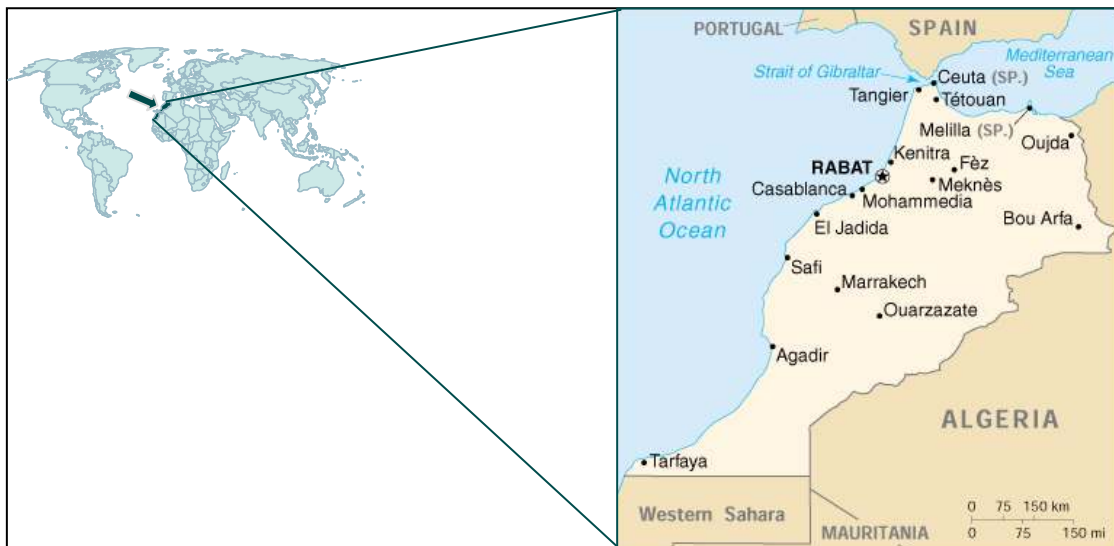 PORTUGAL
SPAIN
Mediterranean
Sea
Strait of Gibraltar
Ceuta (SP.)
Tangier
Tétouan
Melilla (SP.)
Oujda
Kenitra
RABAT
Fèz
North
Atlantic
Ocean
Casablanca
Meknès
Mohammedia
Bou Arfa
El Jadida
Safi
Marrakech
Ouarzazate
Agadir
ALGERIA
Tarfaya
Western Sahara
MAURITANIA
0 75 150 km
0 75 150 mi